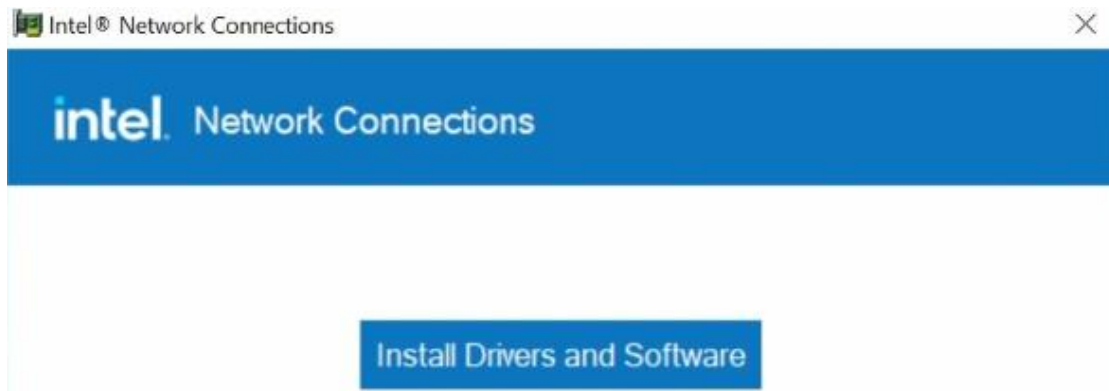 Intel® Network Connections
intel. Network Connections
Install Drivers and Software